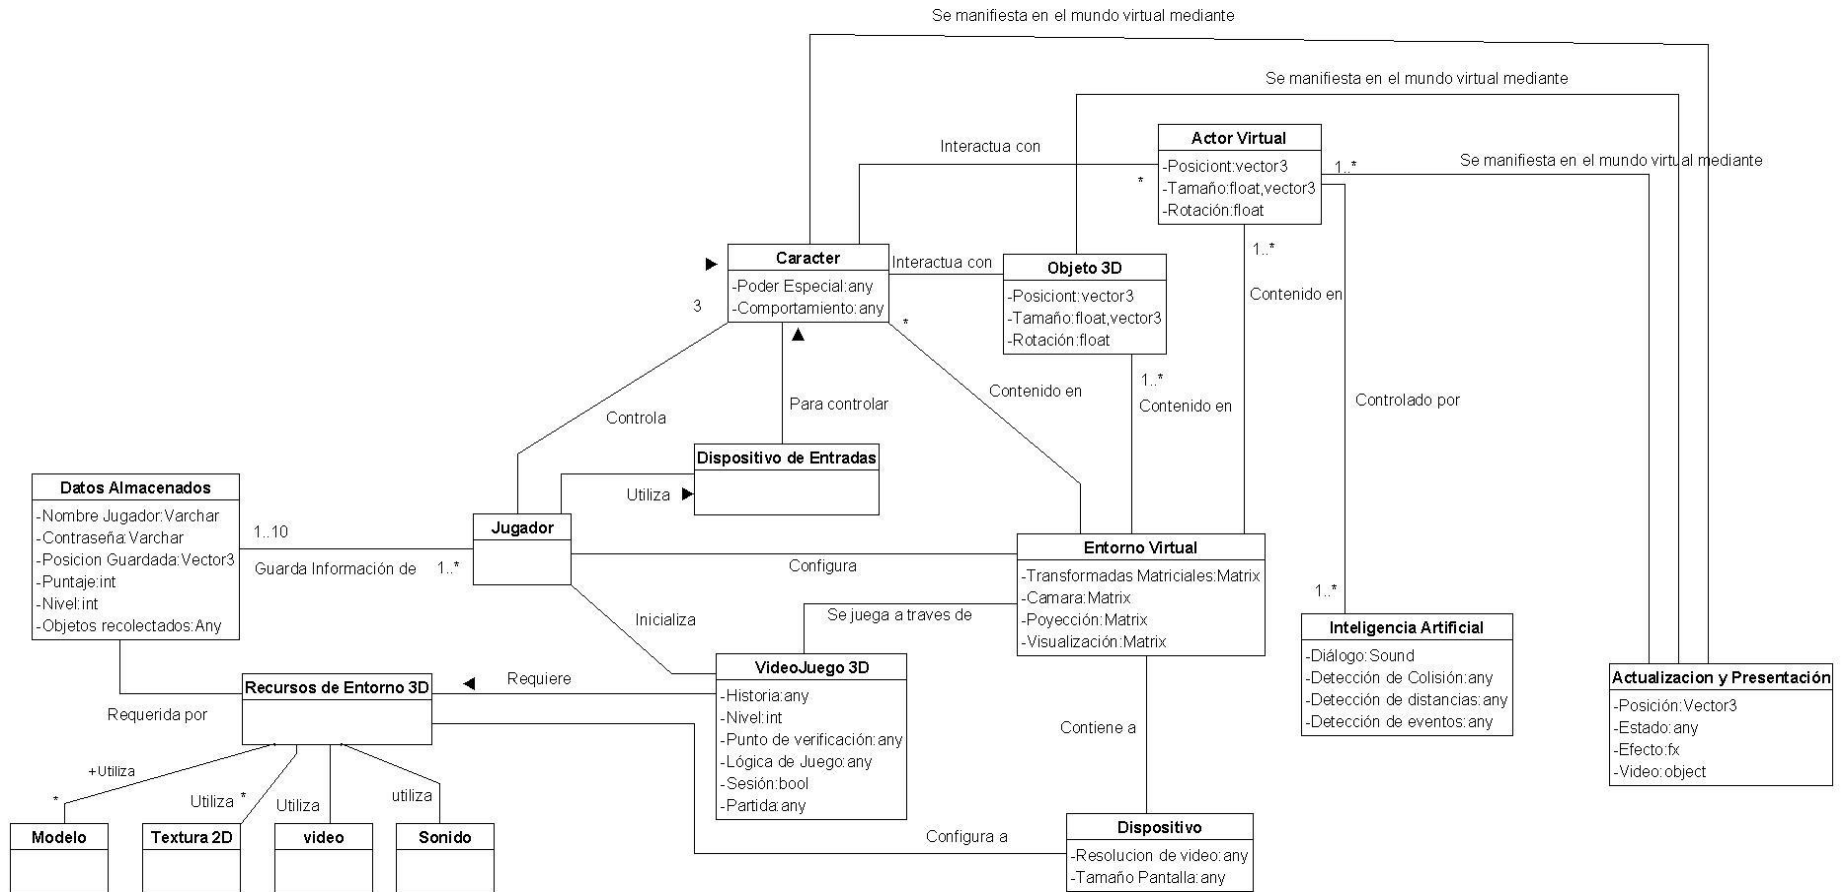 Se manifiesta en el mundo virtual mediante
Se manifiesta en el mundo virtual mediante
Interactua con
Actor Virtual
-Posiciont:vector3
-Tamaño:float,vector3
-Rotación:float
*
1..*
Se manifiesta en el mundo virtual mediante
1..*
Contenido en
Caracter
-Poder Especial:any
-Comportamiento:any
3
*
Interactua con
Objeto 3D
-Posiciont:vector3
-Tamaño:float,vector3
-Rotación:float
1..*
Contenido en
Contenido en
Controlado por
1..*
Controla
Para controlar
Dispositivo de Entradas
Utiliza
Datos Almacenados
-Nombre Jugador:Varchar
-Contraseña:Varchar
-Posicion Guardada:Vector3
-Puntaje:int
-Nivel:int
-Objetos recolectados:Any
1..10
Guarda Información de
1..*
Jugador
Configura
Entorno Virtual
-Transformadas Matriciales:Matrix
-Camara:Matrix
-Poyección:Matrix
-Visualización:Matrix
Inicializa
Se juega a traves de
Inteligencia Artificial
-Diálogo:Sound
-Detección de Colisión:any
-Detección de distancias:any
-Detección de eventos:any
Actualizacion y Presentación
-Posición:Vector3
-Estado:any
-Efecto:fx
-Video:object
Requerida por
Recursos de Entorno 3D
Requiere
VideoJuego 3D
-Historia:any
-Nivel:int
-Punto de verificación:any
-Lógica de Juego:any
-Sesión:bool
-Partida:any
Contiene a
+Utiliza
*
Utiliza *
Utiliza
utiliza
Modelo
Textura 2D
video
Sonido
Configura a
Dispositivo
-Resolucion de video:any
-Tamaño Pantalla:any